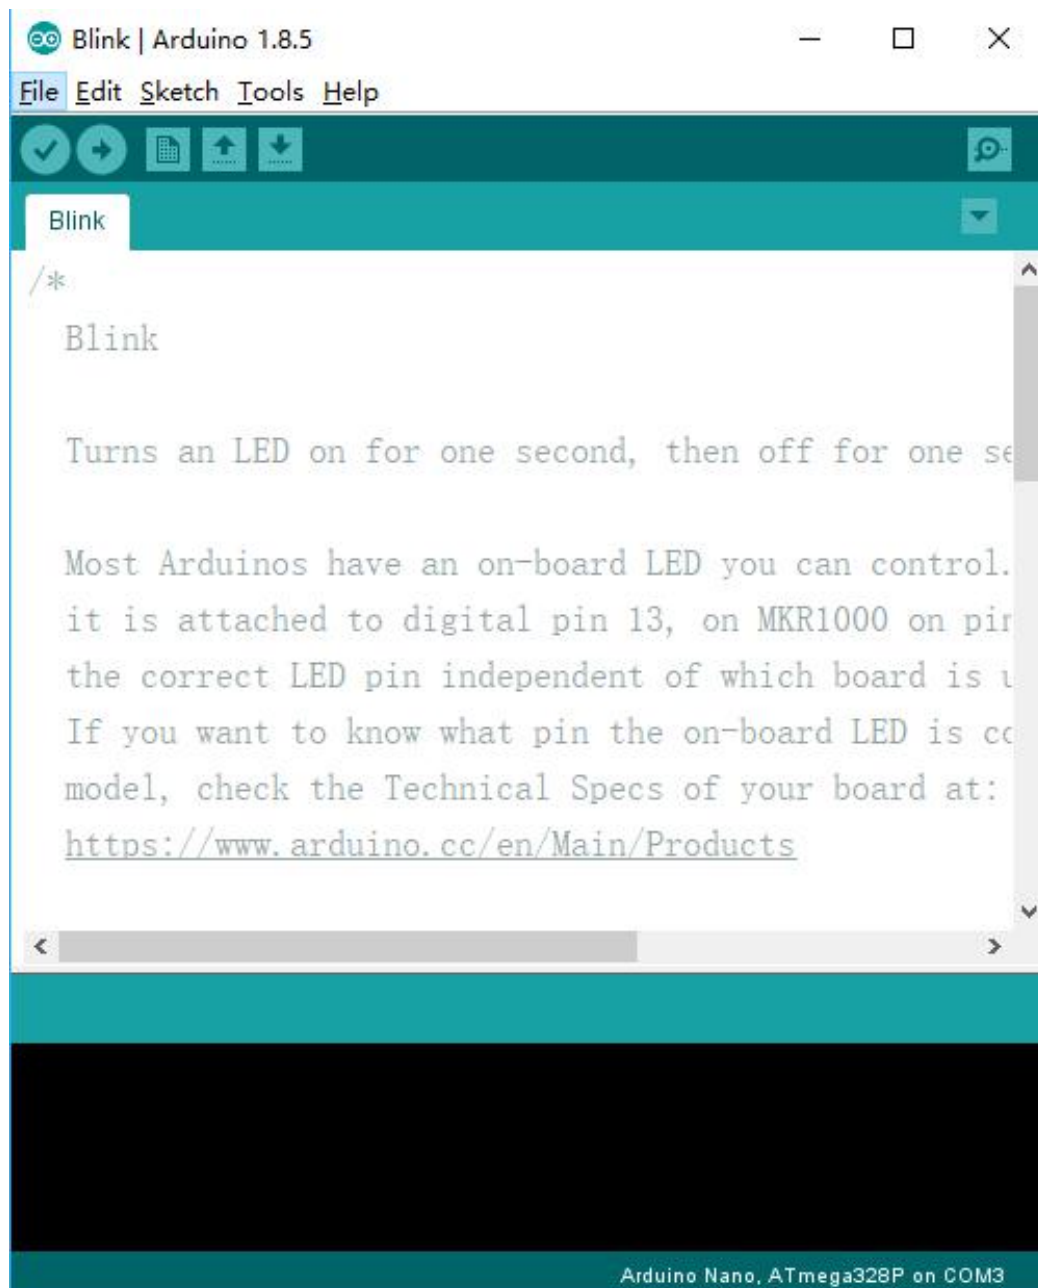 Blink | Arduino 1.8.5
File Edit Sketch Tools Help
Blink
/*
Blink
Turns an LED on for one second, then off for one se
Most Arduinos have an on-board LED you can control.
it is attached to digital pin 13, on MKR1000 on pin
the correct LED pin independent of which board is u
If you want to know what pin the on-board LED is co
model, check the Technical Specs of your board at:
https://www.arduino.cc/en/Main/Products
Arduino Nano, ATmega328P on COM3